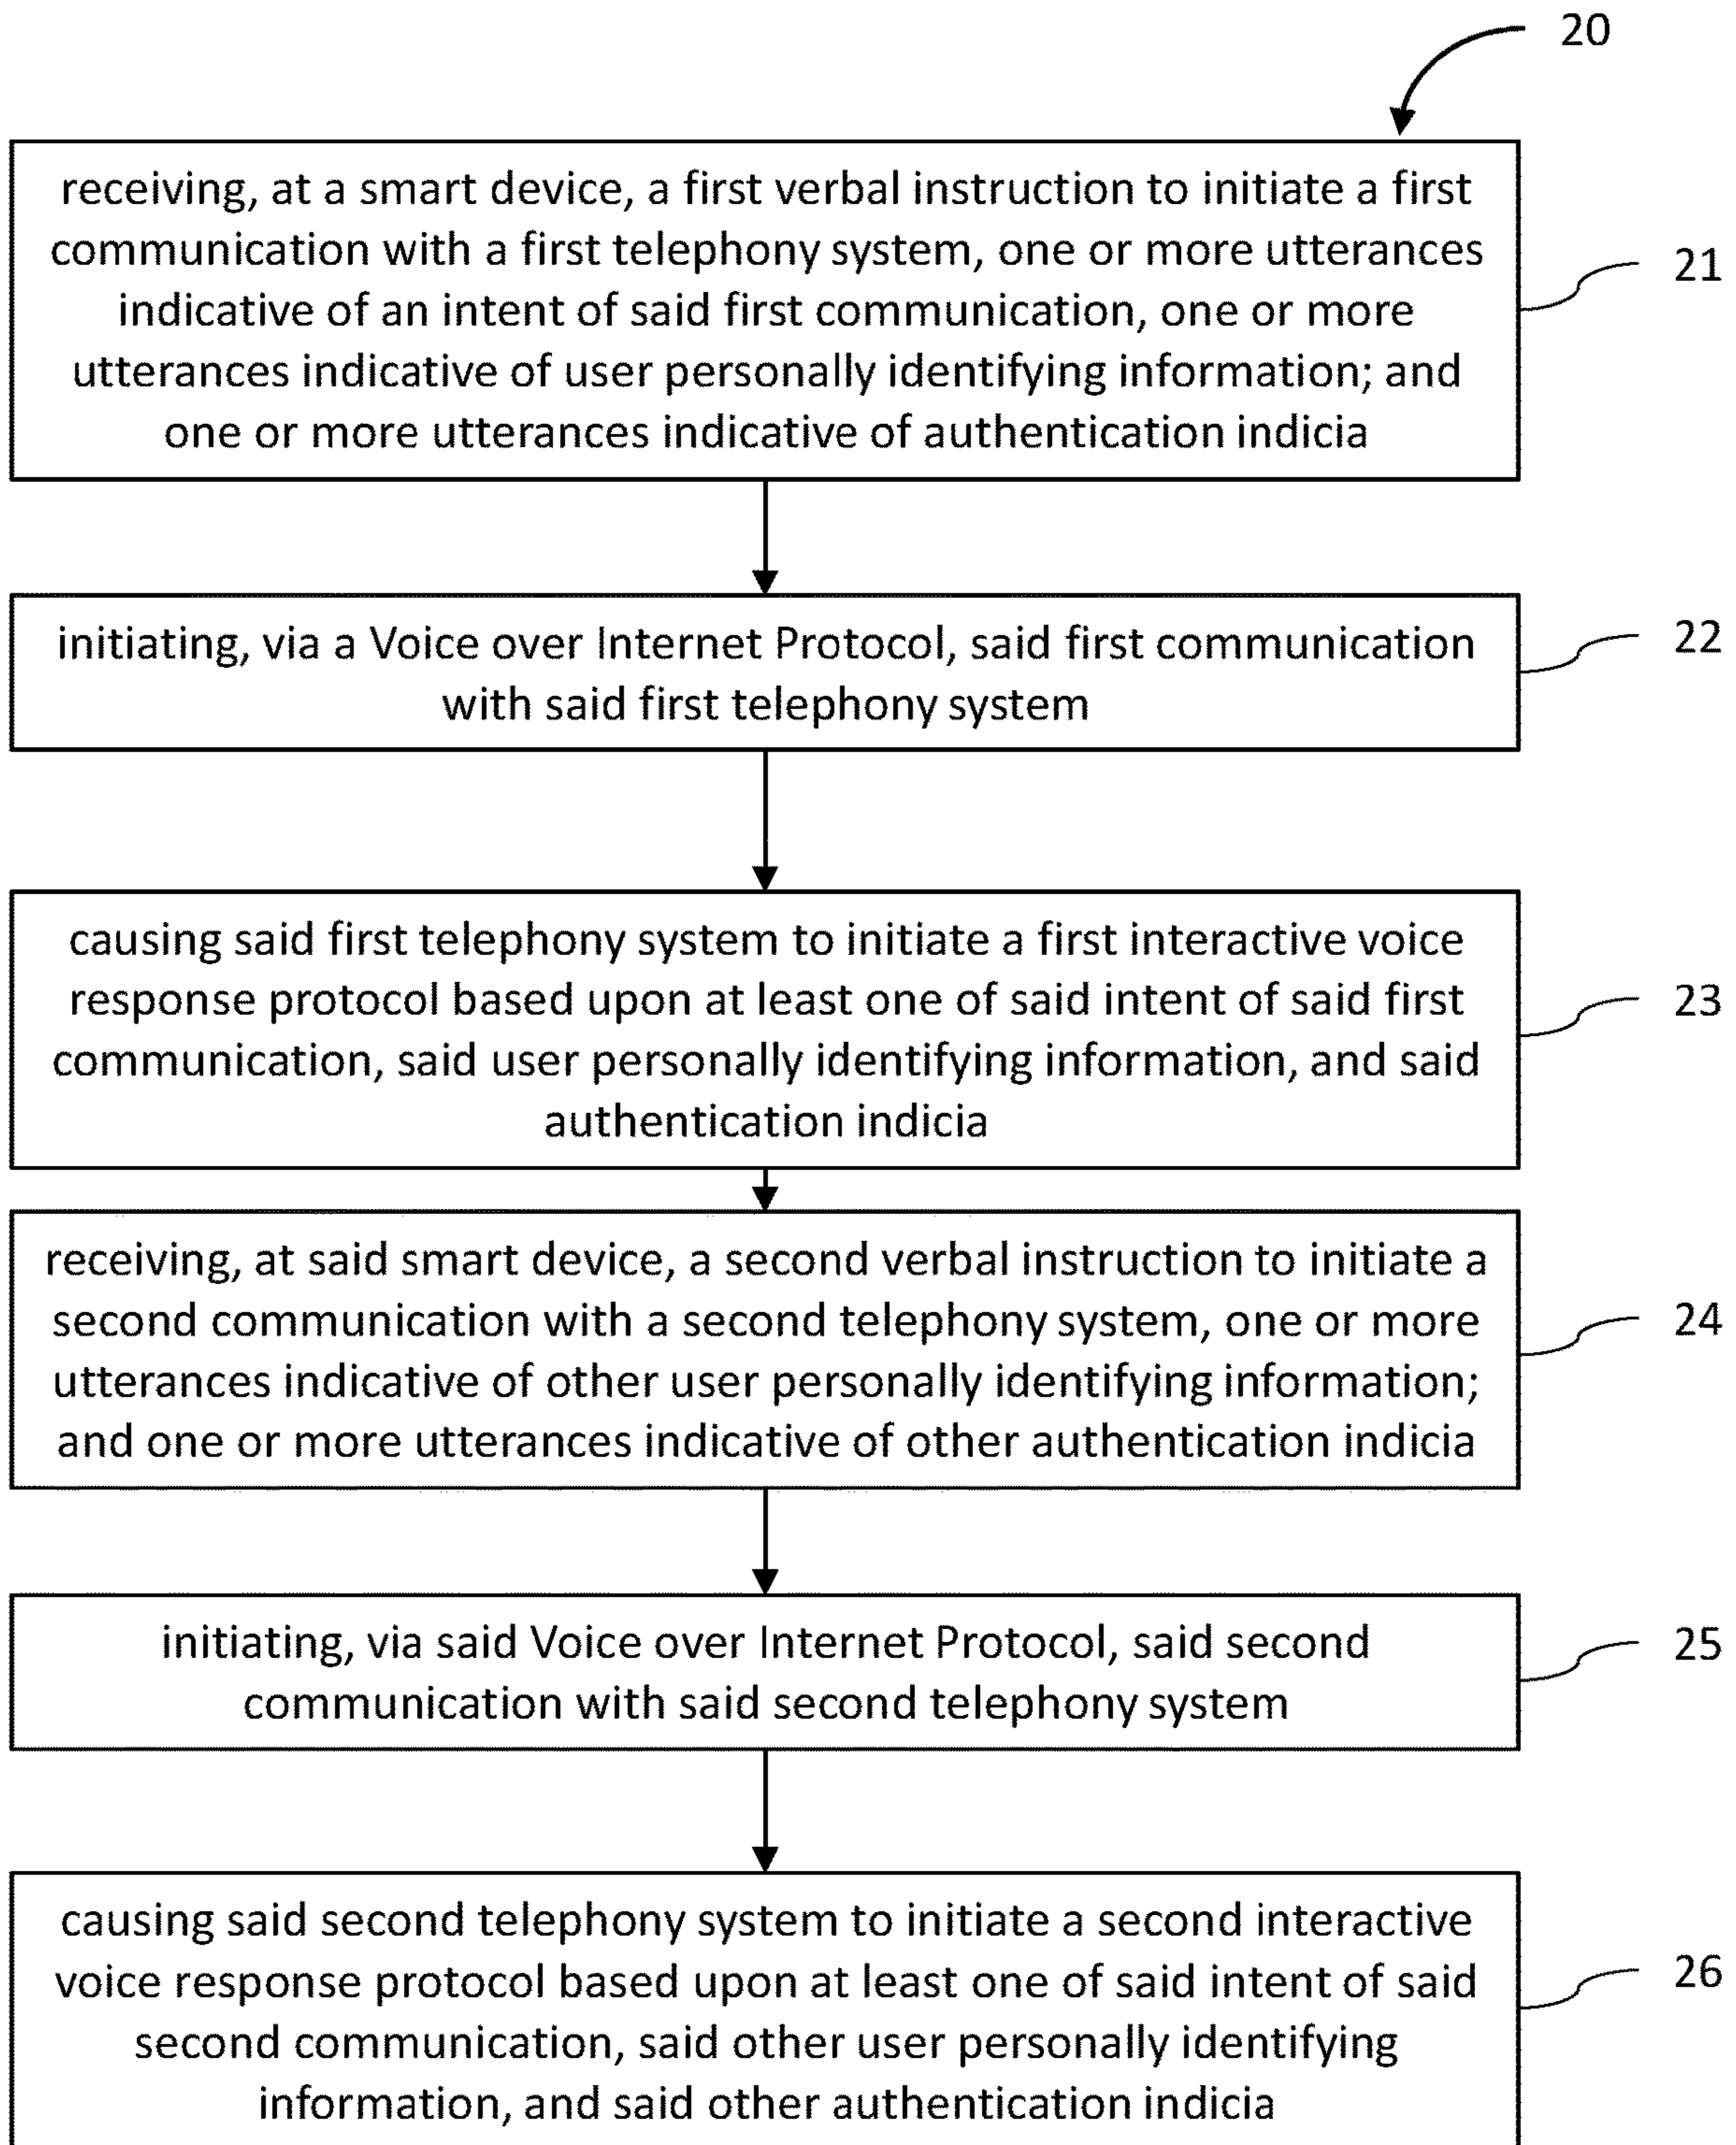 20
receiving, at a smart device, a first verbal instruction to initiate a first
communication with a first telephony system, one or more utterances
indicative of an intent of said first communication, one or more
utterances indicative of user personally identifying information; and
one or more utterances indicative of authentication indicia
21
initiating, via a Voice over Internet Protocol, said first communication
with said first telephony system
22
causing said first telephony system to initiate a first interactive voice
response protocol based upon at least one of said intent of said first
communication, said user personally identifying information, and said
authentication indicia
23
receiving, at said smart device, a second verbal instruction to initiate a
second communication with a second telephony system, one or more
utterances indicative of other user personally identifying information;
and one or more utterances indicative of other authentication indicia
24
initiating, via said Voice over Internet Protocol, said second
communication with said second telephony system
25
causing said second telephony system to initiate a second interactive
voice response protocol based upon at least one of said intent of said
second communication, said other user personally identifying
information, and said other authentication indicia
26